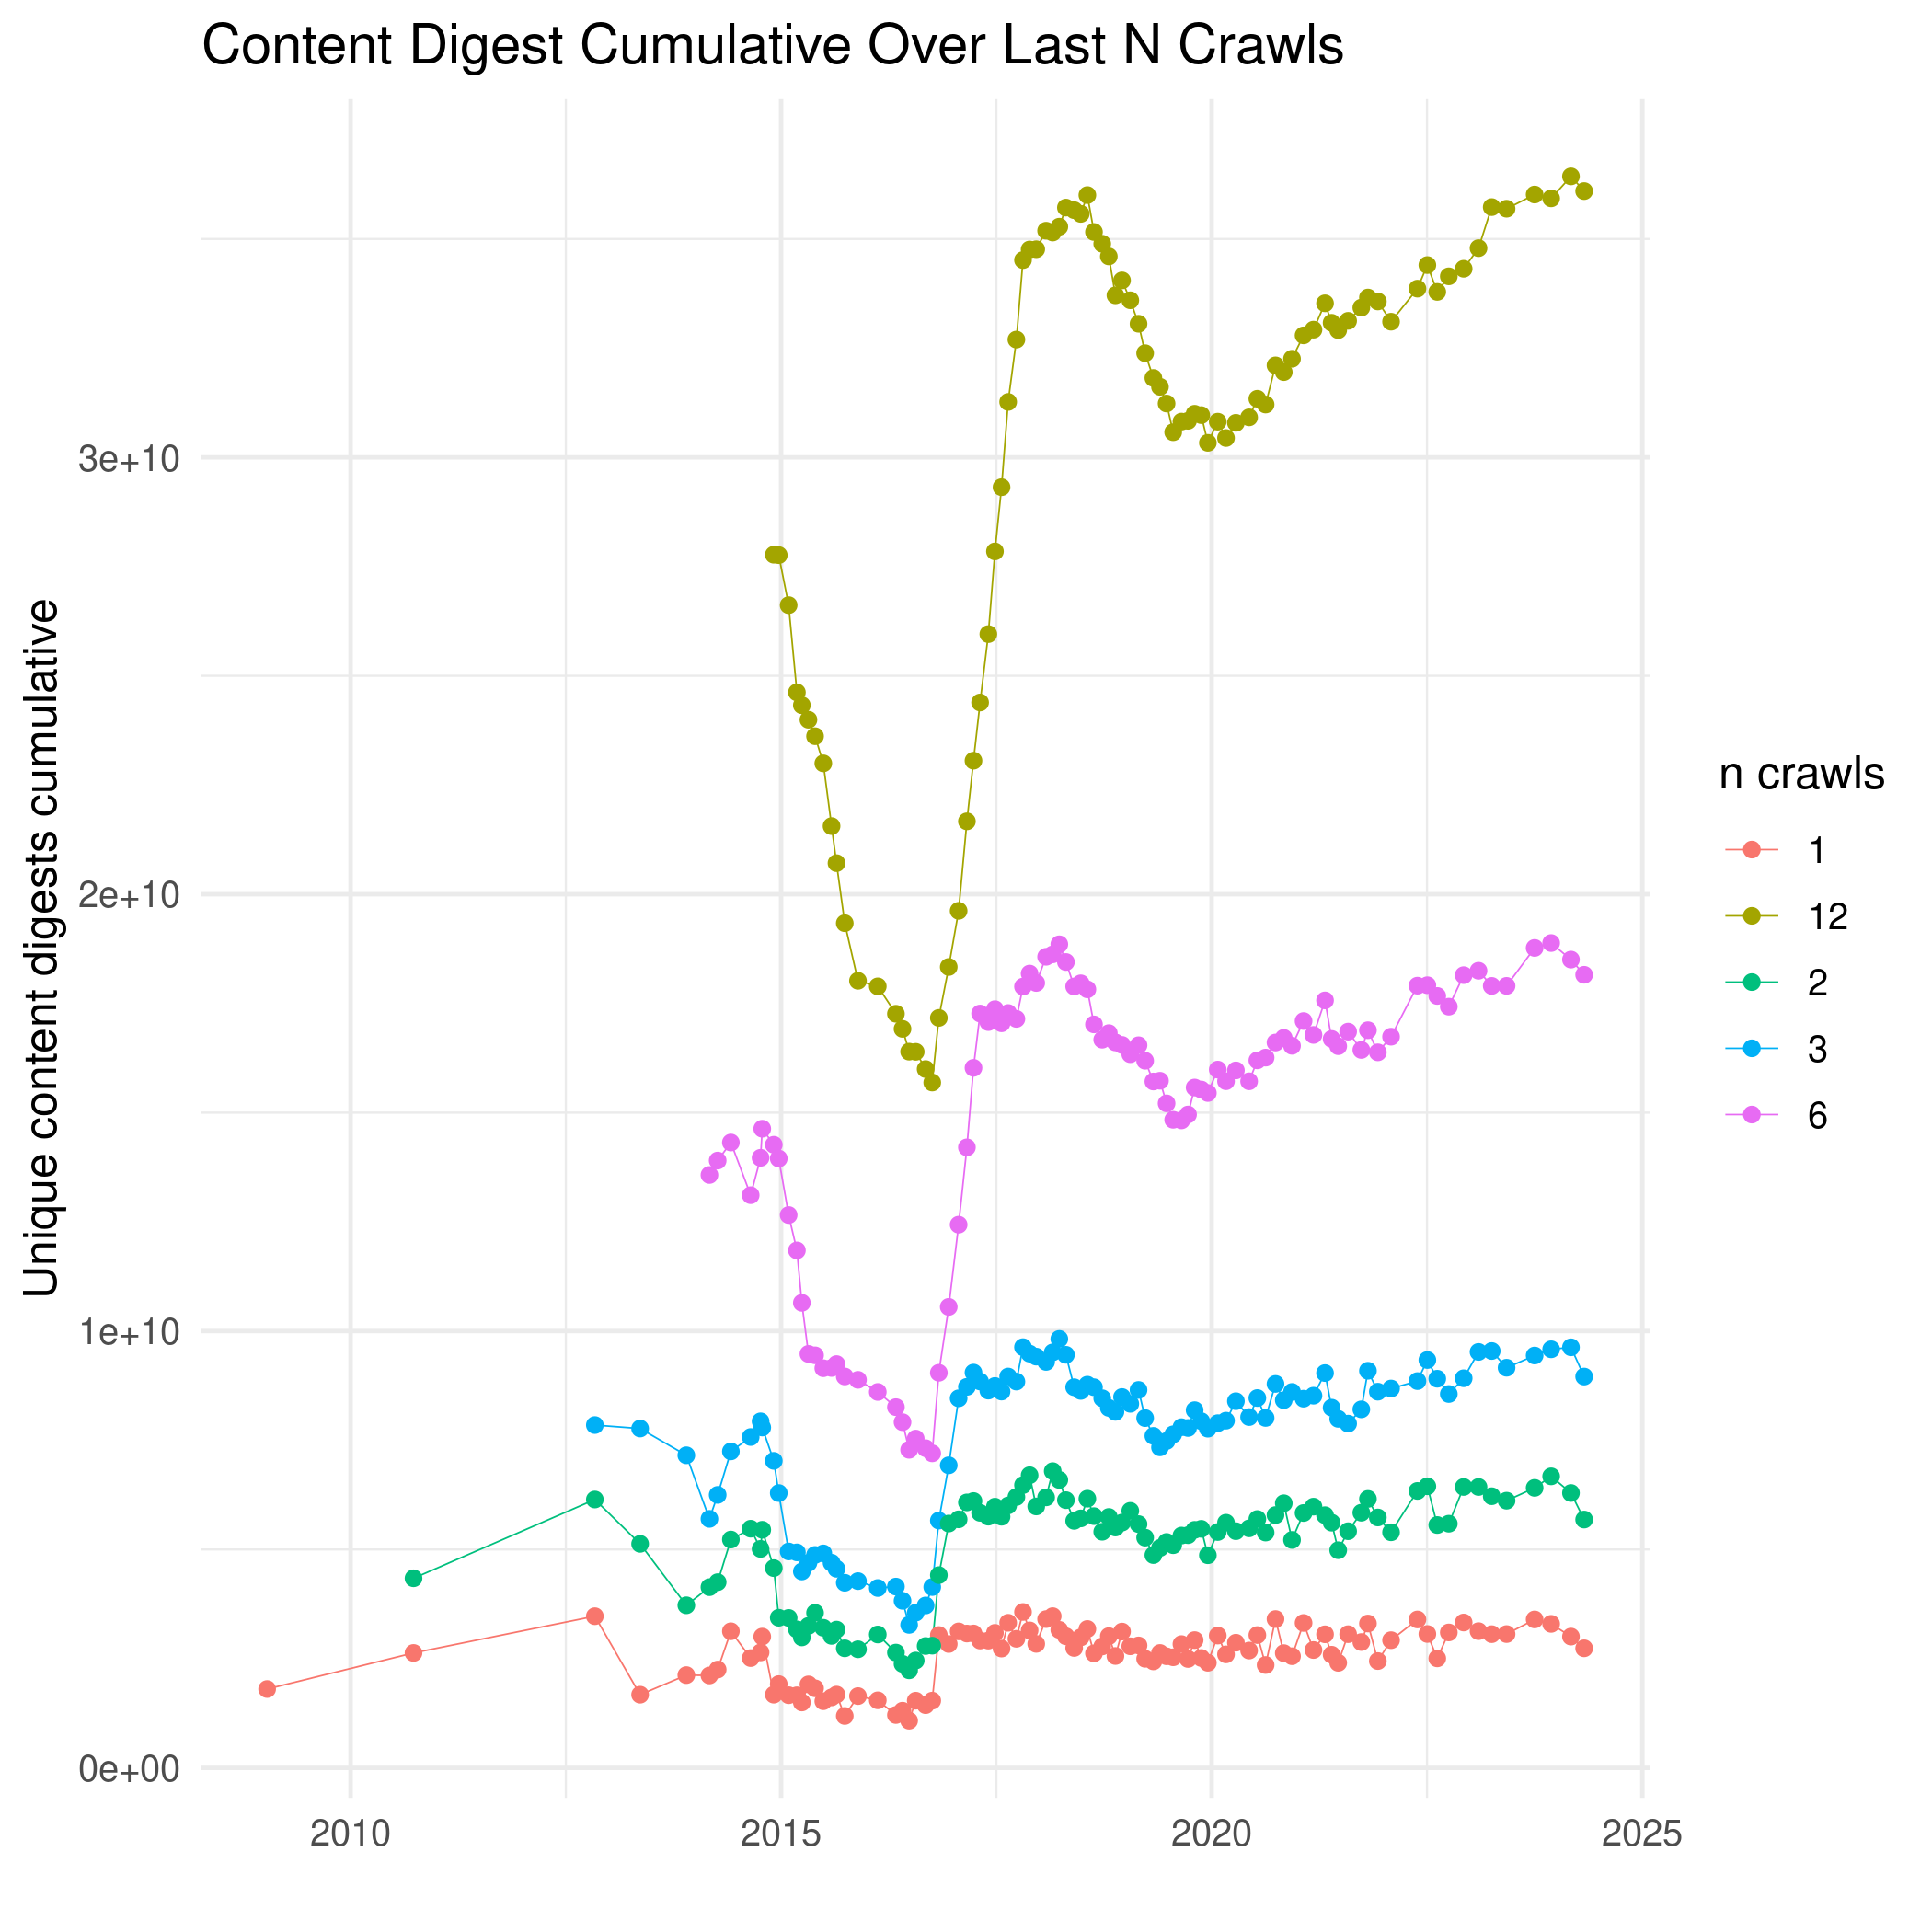 Content Digest Cumulative Over Last N Crawls
Unique content digests cumulative
3e+10
2e+10
1e+10
0e+00
2010
2015
2020
2025
n crawls
1
12
2
3
6